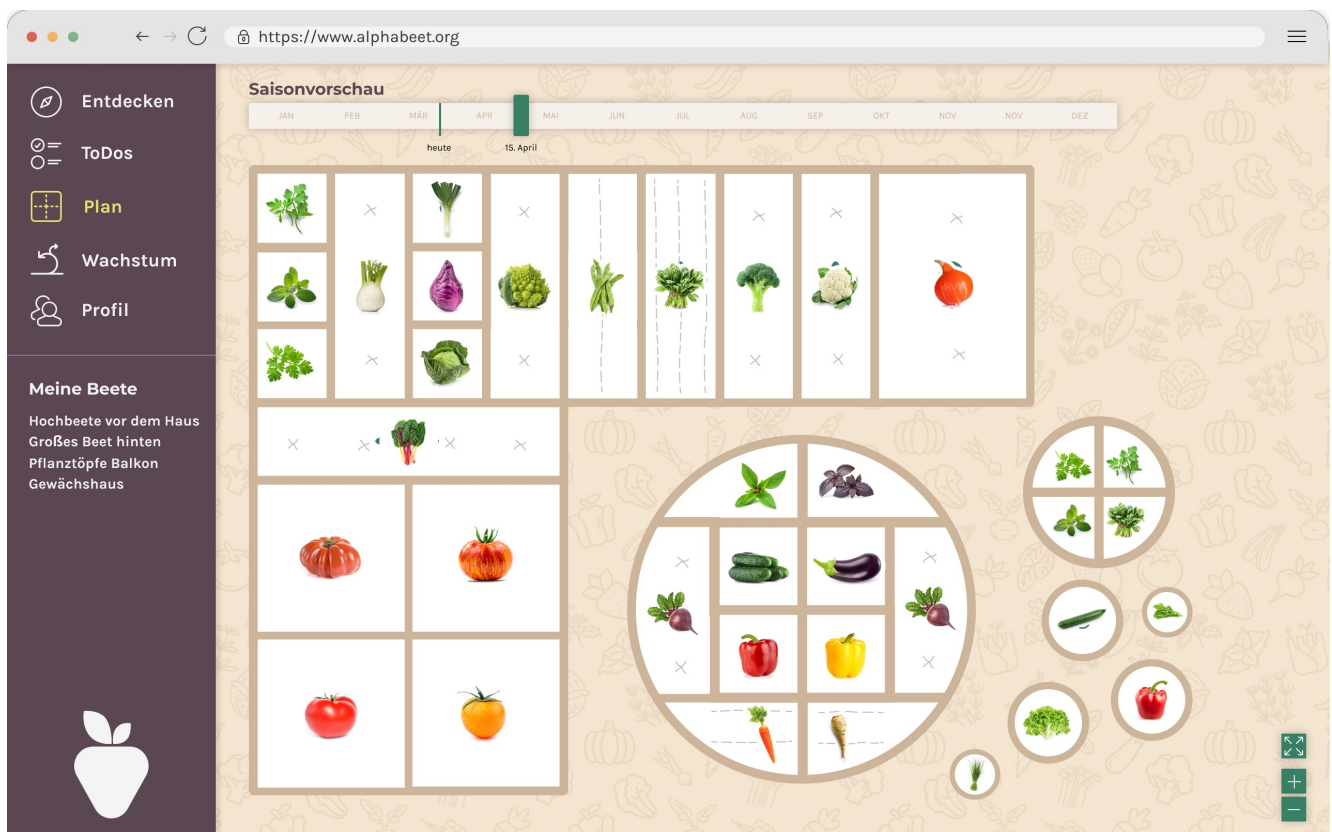 https://www.alphabeet.org
Entdecken
ToDos
Plan
Wachstum
Profil
Meine Beete
Hochbeete vor dem Haus
Großes Beet hinten
Pflanztöpfe Balkon
Gewächshaus
Saisonvorschau
JAN FEB MÄR APR MAI JUN JUL AUG SEP OKT NOV NOV DEZ
heute 15. April